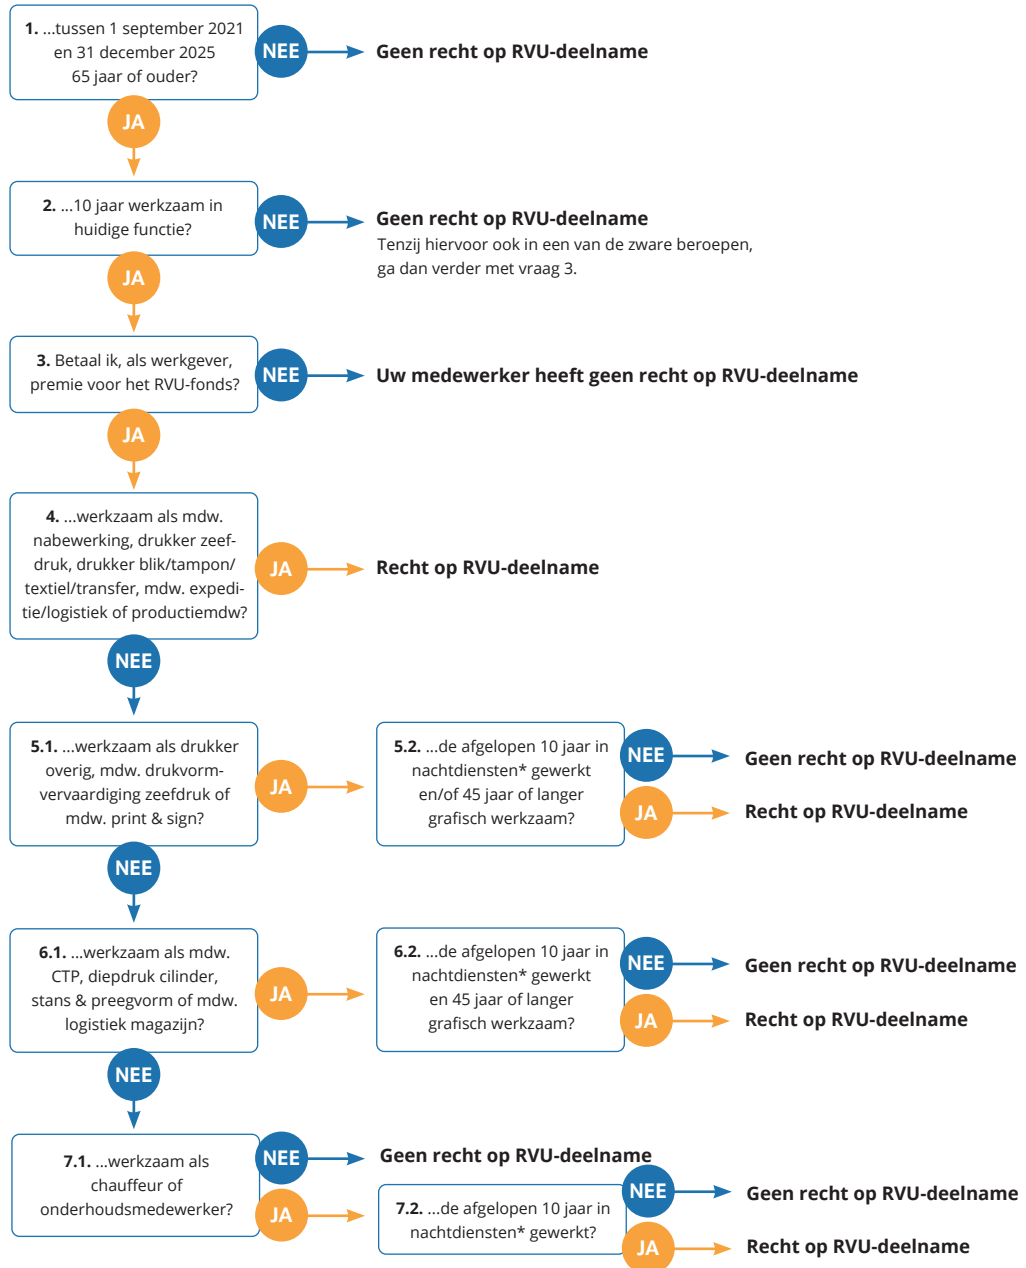 1. ...tussen 1 september 2021
en 31 december 2025
65 jaar of ouder?
NEE
Geen recht op RVU-deelname
JA
2. ...10 jaar werkzaam in
huidige functie?
NEE
Geen recht op RVU-deelname
Tenzij hiervoor ook in een van de zware beroepen,
ga dan verder met vraag 3.
JA
3. Betaal ik, als werkgever,
premie voor het RVU-fonds?
NEE
Uw medewerker heeft geen recht op RVU-deelname
JA
4. ...werkzaam als mdw.
nabewerking, drukker zeef-
druk, drukker blik/tampon/
textiel/transfer, mdw. expedi-
tie/logistiek of productiemdw?
JA
Recht op RVU-deelname
NEE
5.1. ...werkzaam als drukker
overig, mdw. drukvorm-
vervaardiging zeefdruk of
mdw. print & sign?
JA
5.2. ...de afgelopen 10 jaar in
nachtdiensten* gewerkt
en/of 45 jaar of langer
grafisch werkzaam?
NEE
Geen recht op RVU-deelname
JA
Recht op RVU-deelname
NEE
6.1. ...werkzaam als mdw.
CTP, diepdruk cilinder,
stans & preegvorm of mdw.
logistiek magazijn?
JA
6.2. ...de afgelopen 10 jaar in
nachtdiensten* gewerkt
en 45 jaar of langer
grafisch werkzaam?
NEE
Geen recht op RVU-deelname
JA
Recht op RVU-deelname
NEE
7.1. ...werkzaam als
chauffeur of
onderhoudsmedewerker?
NEE
Geen recht op RVU-deelname
JA
7.2. ...de afgelopen 10 jaar in
nachtdiensten* gewerkt?
NEE
Geen recht op RVU-deelname
JA
Recht op RVU-deelname